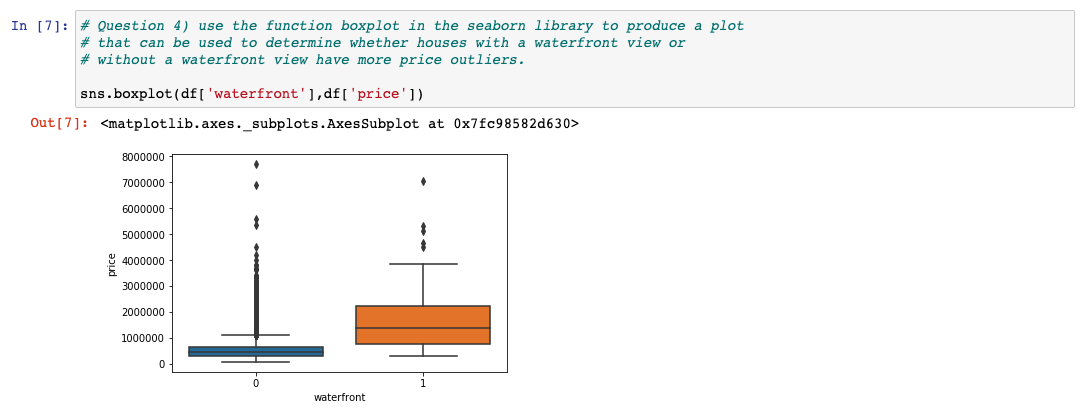 In [7]: # Question 4) use the function boxplot in the seaborn library to produce a plot
# that can be used to determine whether houses with a waterfront view or
# without a waterfront view have more price outliers.
sns.boxplot(df['waterfront'],df['price'])
Out[7]: <matplotlib.axes._subplots.AxesSubplot at 0x7fc98582d630>
8000000
7000000
6000000
5000000
4000000
3000000
2000000
1000000
0
price
0 1
waterfront